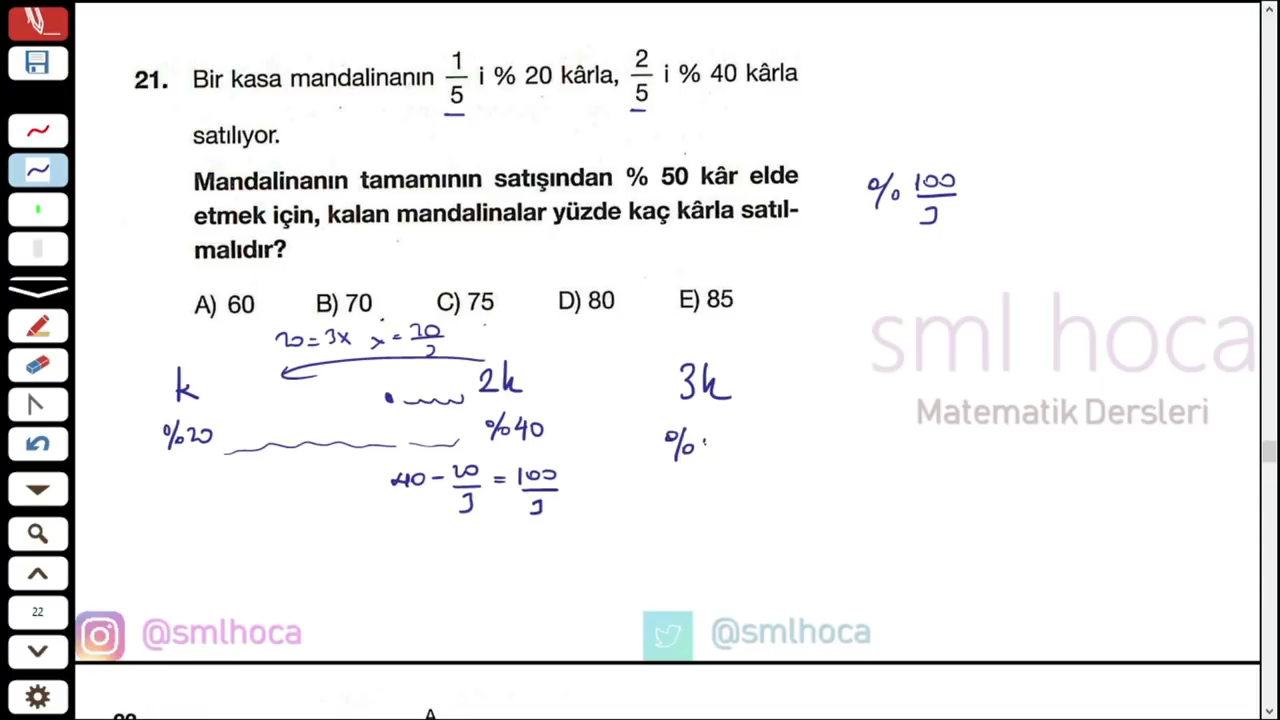 21. Bir kasa mandalinanın 1/5 i % 20 kârla, 2/5 i % 40 kârla
satılıyor.
Mandalinanın tamamının satışından % 50 kâr elde
etmek için, kalan mandalinalar yüzde kaç kârla satıl-
malıdır?
% 100/3
A) 60 B) 70 C) 75 D) 80 E) 85
20=3x x=20/3
k 2k 3k
%20 %40 %
40 - 20/3 = 100/3
sml hoca
Matematik Dersleri
@smlhoca @smlhoca
22